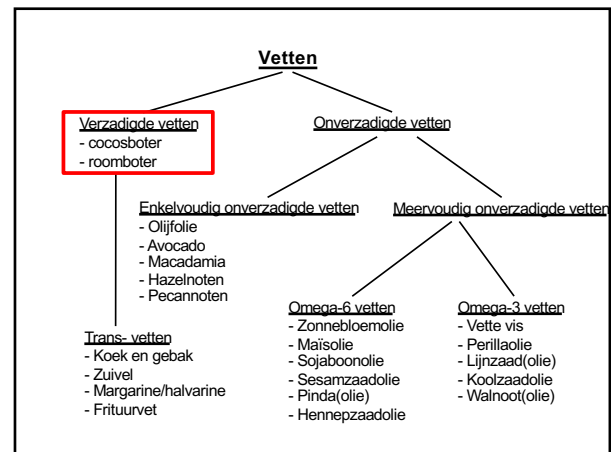 Vetten
Verzadigde vetten
- cocosboter
- roomboter
Onverzadigde vetten
Enkelvoudig onverzadigde vetten
- Olijfolie
- Avocado
- Macadamia
- Hazelnoten
- Pecannoten
Meervoudig onverzadigde vetten
Trans- vetten
- Koek en gebak
- Zuivel
- Margarine/halvarine
- Frituurvet
Omega-6 vetten
- Zonnebloemolie
- Maïsolie
- Sojaboonolie
- Sesamzaadolie
- Pinda(olie)
- Hennepzaadolie
Omega-3 vetten
- Vette vis
- Perillaolie
- Lijnzaad(olie)
- Koolzaadolie
- Walnoot(olie)